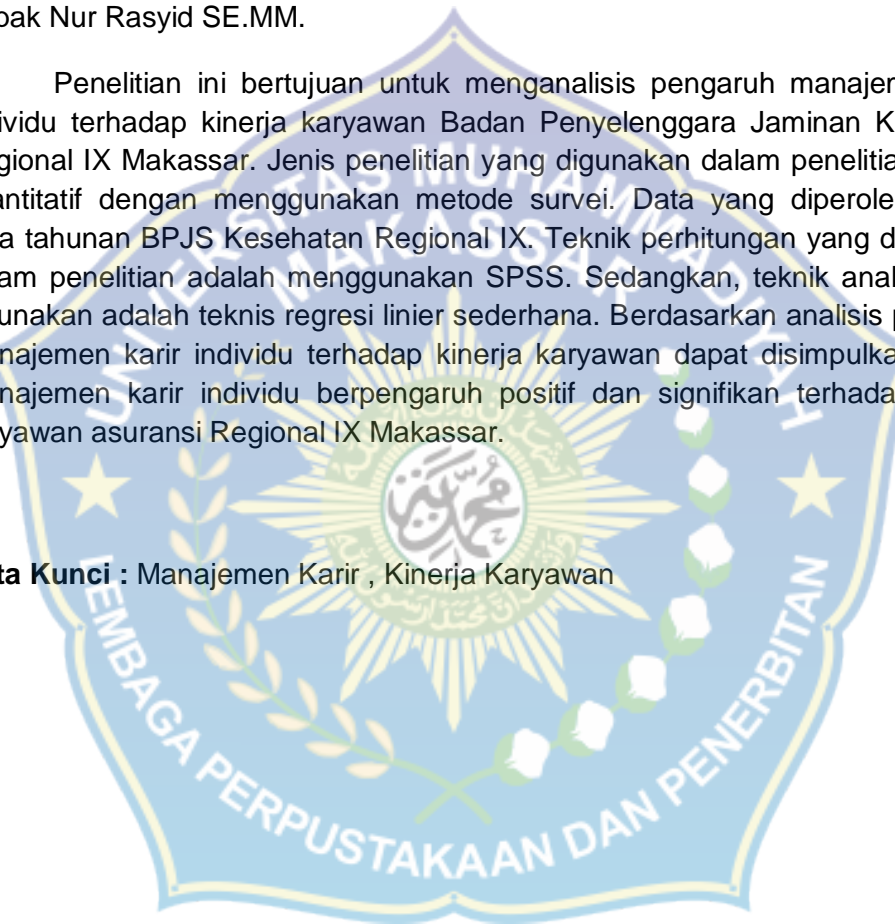 pak Nur Rasyid SE.MM.
Penelitian ini bertujuan untuk menganalisis pengaruh manajer
ividu terhadap kinerja karyawan Badan Penyelenggara Jaminan K
gional IX Makassar. Jenis penelitian yang digunakan dalam penelitia
antitatif dengan menggunakan metode survei. Data yang diperole
a tahunan BPJS Kesehatan Regional IX. Teknik perhitungan yang d
am penelitian adalah menggunakan SPSS. Sedangkan, teknik anal
unakan adalah teknis regresi linier sederhana. Berdasarkan analisis p
anajemen karir individu terhadap kinerja karyawan dapat disimpulka
najemen karir individu berpengaruh positif dan signifikan terhada
yawan asuransi Regional IX Makassar.
ta Kunci : Manajemen Karir , Kinerja Karyawan
UNIVERSITAS MUHAMMADIYAH
MAKASSAR
محمدية
LEMBAGA PERPUSTAKAAN DAN PENERBITAN